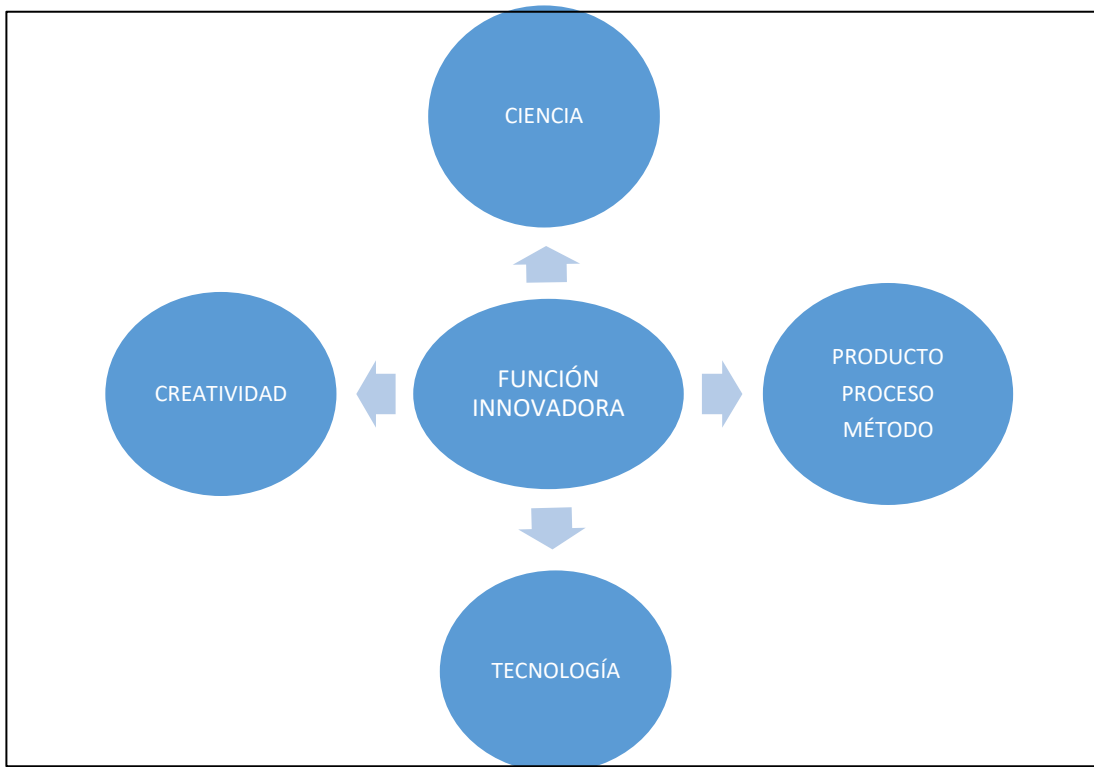 CIENCIA
CREATIVIDAD
FUNCIÓN
INNOVADORA
PRODUCTO
PROCESO
MÉTODO
TECNOLOGÍA